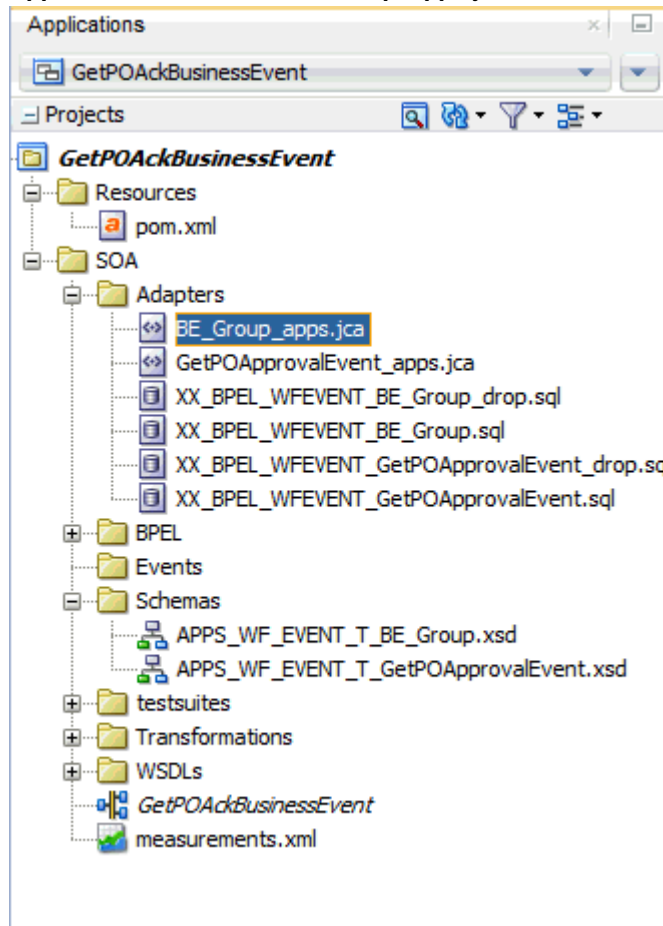 Applications
GetPOAckBusinessEvent
Projects
GetPOAckBusinessEvent
Resources
pom.xml
SOA
Adapters
BE_Group_apps.jca
GetPOApprovalEvent_apps.jca
XX_BPEL_WFEVENT_BE_Group_drop.sql
XX_BPEL_WFEVENT_BE_Group.sql
XX_BPEL_WFEVENT_GetPOApprovalEvent_drop.sq
XX_BPEL_WFEVENT_GetPOApprovalEvent.sql
BPEL
Events
Schemas
APPS_WF_EVENT_T_BE_Group.xsd
APPS_WF_EVENT_T_GetPOApprovalEvent.xsd
testsuites
Transformations
WSDLs
GetPOAckBusinessEvent
measurements.xml